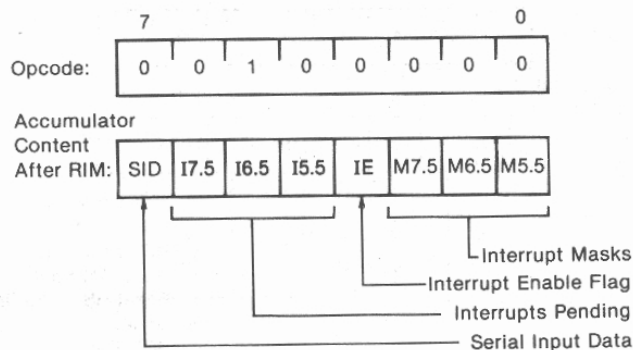 7 0
Opcode: 0 0 1 0 0 0 0 0
Accumulator
Content
After RIM: SID I7.5 I6.5 I5.5 IE M7.5 M6.5 M5.5
Interrupt Masks
Interrupt Enable Flag
Interrupts Pending
Serial Input Data